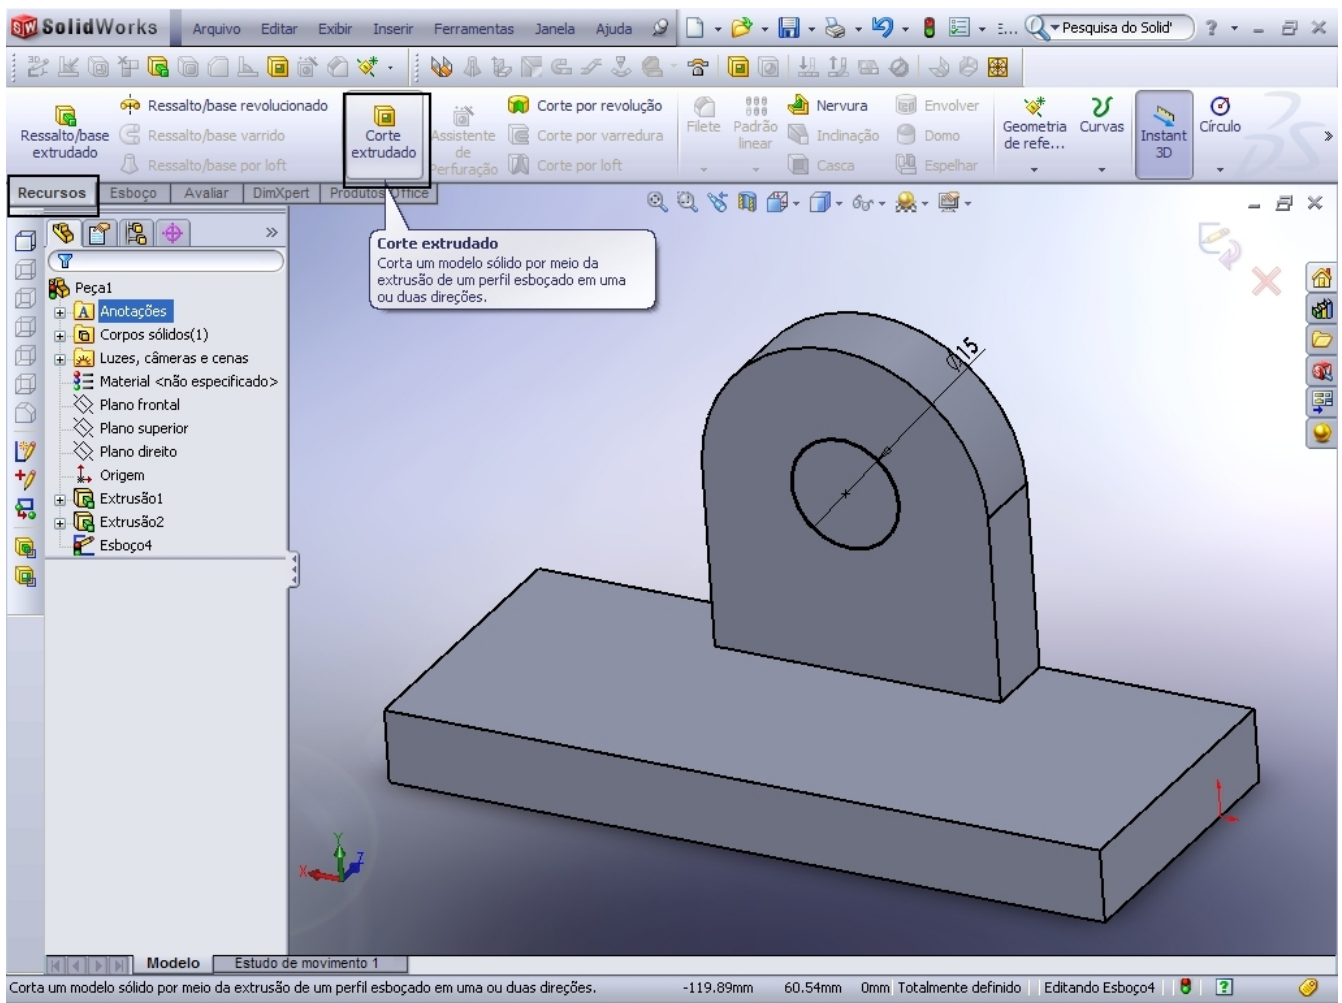 SolidWorks Arquivo Editar Exibir Inserir Ferramentas Janela Ajuda E... Pesquisa do Solid' ?
Ressalto/base extrudado
Ressalto/base revolucionado
Ressalto/base varrido
Ressalto/base por loft
Corte extrudado
Assistente de Perfuração
Corte por revolução
Corte por varredura
Corte por loft
Filete
Padrão linear
Nervura
Inclinação
Casca
Envolver
Domo
Espelhar
Geometria de refe...
Curvas
Instant 3D
Círculo
Recursos Esboço Avaliar DimXpert Produtos Office
Corte extrudado
Corta um modelo sólido por meio da
extrusão de um perfil esboçado em uma
ou duas direções.
Peça1
Anotações
Corpos sólidos(1)
Luzes, câmeras e cenas
Material <não especificado>
Plano frontal
Plano superior
Plano direito
Origem
Extrusão1
Extrusão2
Esboço4
Ø15
Y
X
Z
Modelo Estudo de movimento 1
Corta um modelo sólido por meio da extrusão de um perfil esboçado em uma ou duas direções. -119.89mm 60.54mm 0mm Totalmente definido Editando Esboço4